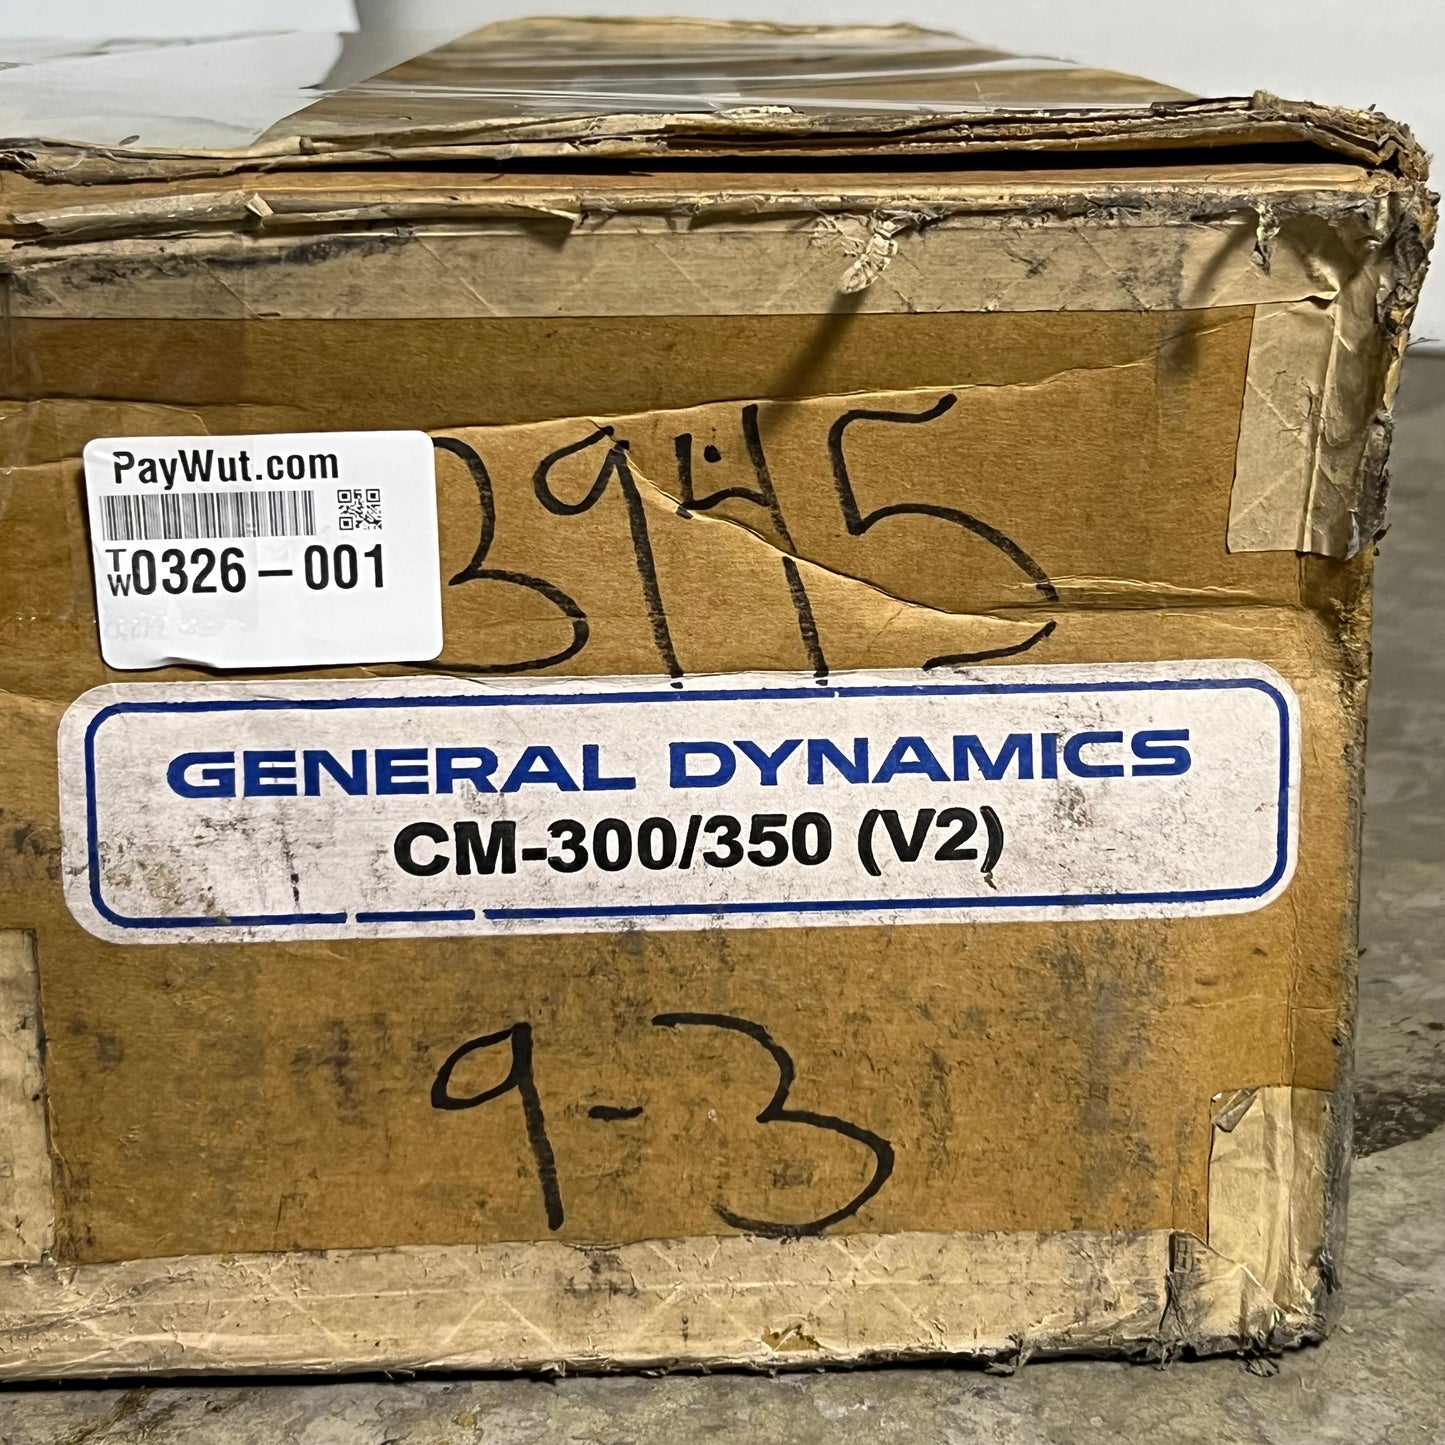 PayWut.com
TW0326-001
3945
GENERAL DYNAMICS
CM-300/350 (V2)
9-3